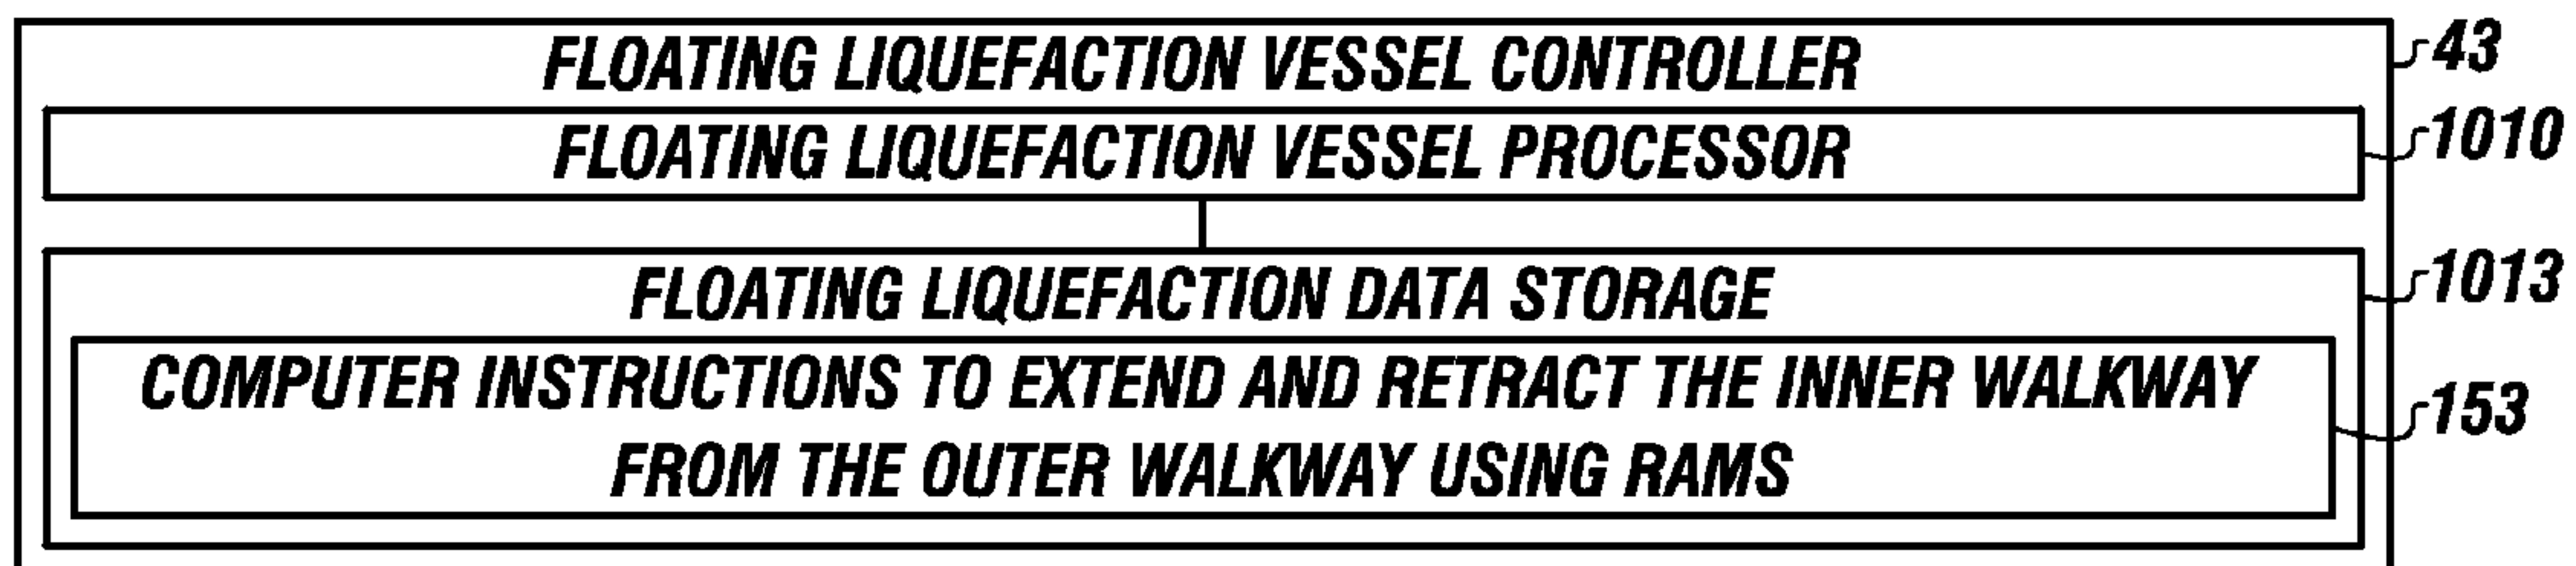 FLOATING LIQUEFACTION VESSEL CONTROLLER 43
FLOATING LIQUEFACTION VESSEL PROCESSOR 1010
FLOATING LIQUEFACTION DATA STORAGE 1013
COMPUTER INSTRUCTIONS TO EXTEND AND RETRACT THE INNER WALKWAY 153
FROM THE OUTER WALKWAY USING RAMS